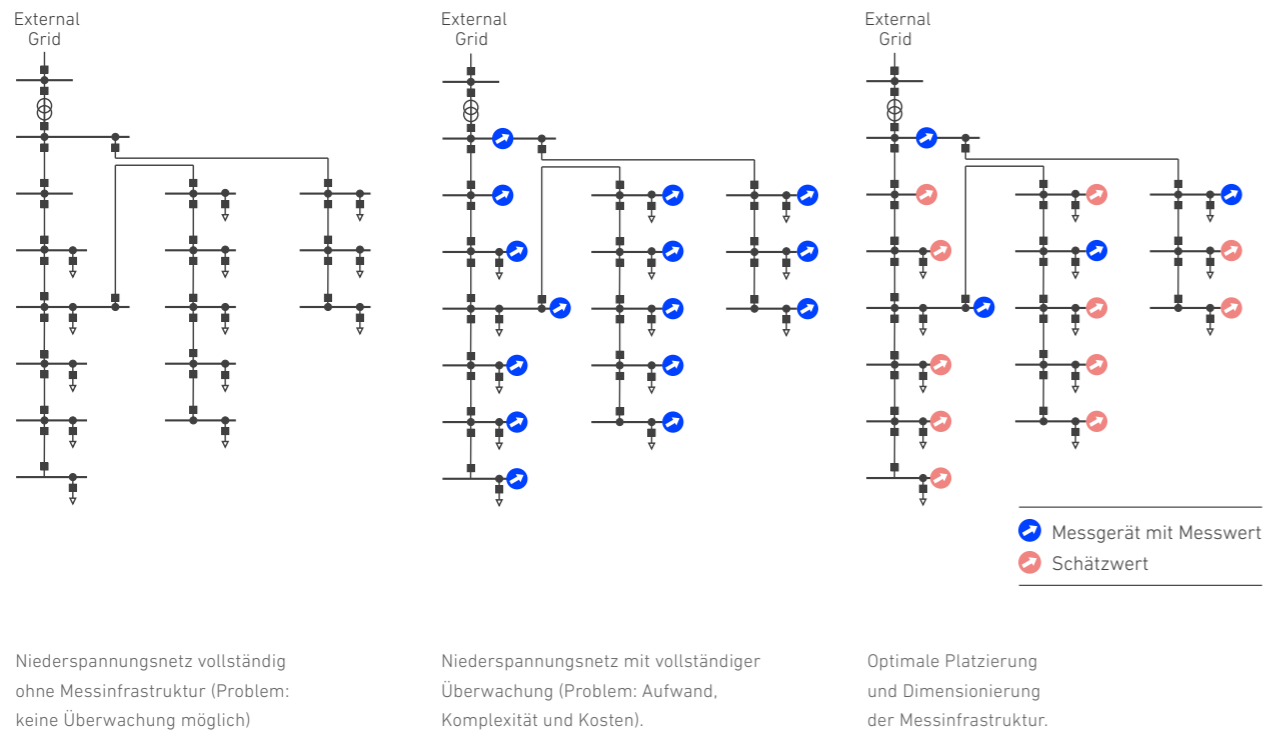 External
Grid
External
Grid
External
Grid
Messgerät mit Messwert
Schätzwert
Niederspannungsnetz vollständig
ohne Messinfrastruktur (Problem:
keine Überwachung möglich)
Niederspannungsnetz mit vollständiger
Überwachung (Problem: Aufwand,
Komplexität und Kosten).
Optimale Platzierung
und Dimensionierung
der Messinfrastruktur.